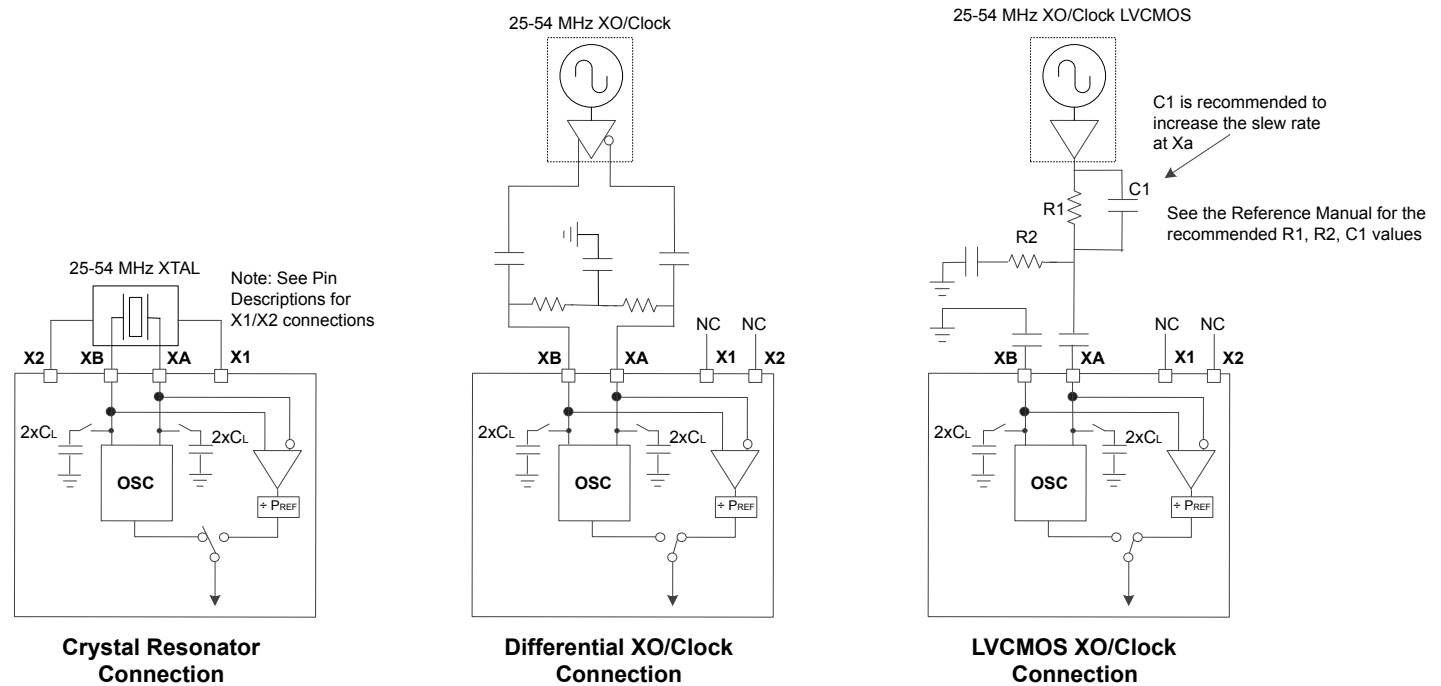 25-54 MHz XTAL
Note: See Pin
Descriptions for
X1/X2 connections
X2 XB XA X1
2xCL 2xCL
OSC
÷ PREF
Crystal Resonator
Connection
25-54 MHz XO/Clock
NC NC
XB XA X1 X2
2xCL 2xCL
OSC
÷ PREF
Differential XO/Clock
Connection
25-54 MHz XO/Clock LVCMOS
C1 is recommended to
increase the slew rate
at Xa
C1
R1
See the Reference Manual for the
recommended R1, R2, C1 values
R2
NC NC
XB XA X1 X2
2xCL 2xCL
OSC
÷ PREF
LVCMOS XO/Clock
Connection